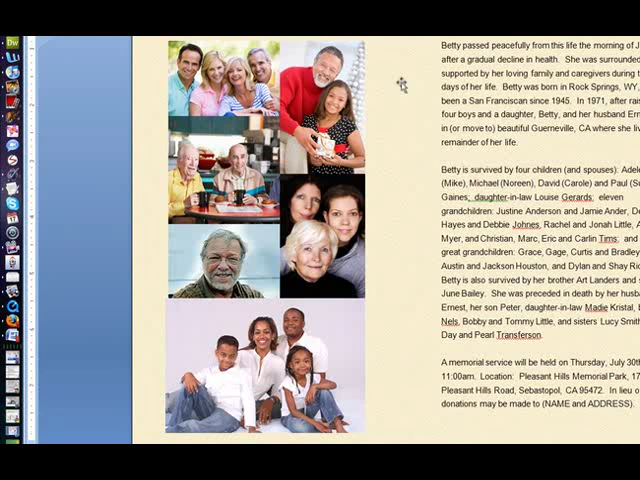 Betty passed peacefully from this life the morning of J
after a gradual decline in health. She was surrounde
supported by her loving family and caregivers during t
days of her life. Betty was born in Rock Springs, WY,
been a San Franciscan since 1945. In 1971, after rais
four boys and a daughter, Betty, and her husband Ern
in (or move to) beautiful Guerneville, CA where she liv
remainder of her life.
Betty is survived by four children (and spouses): Adele
(Mike), Michael (Noreen), David (Carole) and Paul (Su
Gaines; daughter-in-law Louise Gerards; eleven
grandchildren: Justine Anderson and Jamie Ander, De
Hayes and Debbie Johnes, Rachel and Jonah Little, A
Myer, and Christian, Marc, Eric and Carlin Tims; and
great grandchildren: Grace, Gage, Curtis and Bradley
Austin and Jackson Houston, and Dylan and Shay Ric
Betty is also survived by her brother Art Landers and s
June Bailey. She was preceded in death by her husb
Ernest, her son Peter, daughter-in-law Madie Kristal, b
Nels, Bobby and Tommy Little, and sisters Lucy Smith
Day and Pearl Transferson.
A memorial service will be held on Thursday, July 30th
11:00am. Location: Pleasant Hills Memorial Park, 17
Pleasant Hills Road, Sebastopol, CA 95472. In lieu o
donations may be made to (NAME and ADDRESS).